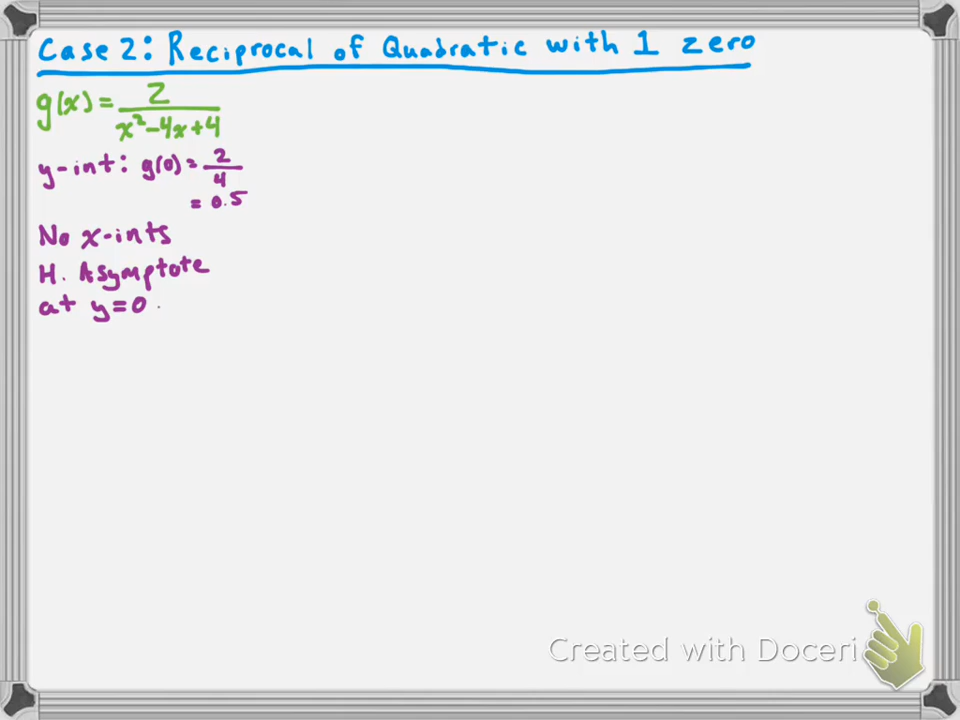 Case 2: Reciprocal of Quadratic with 1 zero
g(x) = 2/(x²-4x+4)
y-int: g(0) = 2/4
= 0.5
No x-ints
H. Asymptote
at y=0
Created with Doceri